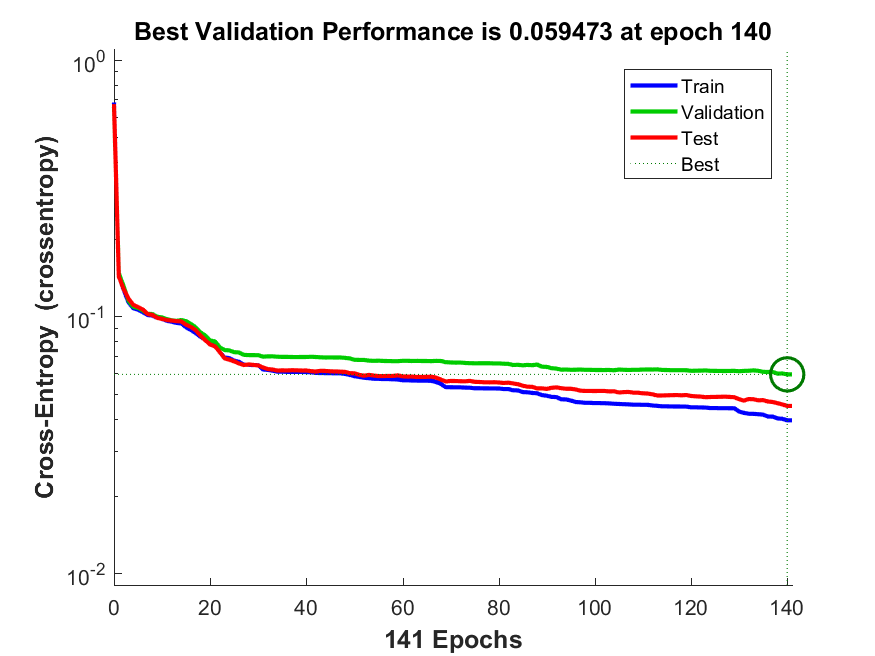 Best Validation Performance is 0.059473 at epoch 140
Cross-Entropy  (crossentropy)
10^0
10^-1
10^-2
Train
Validation
Test
Best
0 20 40 60 80 100 120 140
141 Epochs